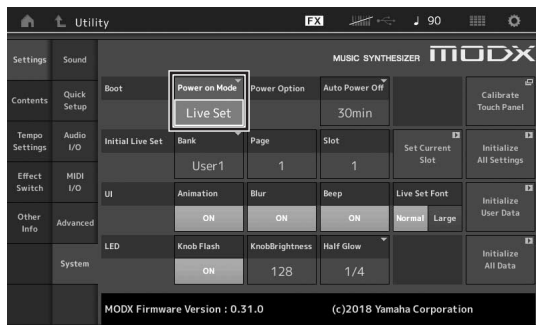 Utility FX 90
Settings Sound MUSIC SYNTHESIZER MODX
Contents Quick Setup Boot Power on Mode Live Set Power Option Auto Power Off 30min Calibrate Touch Panel
Tempo Settings Audio I/O Initial Live Set Bank User1 Page 1 Slot 1 Set Current Slot Initialize All Settings
Effect Switch MIDI I/O UI Animation ON Blur ON Beep ON Live Set Font Normal Large Initialize User Data
Other Info Advanced
System LED Knob Flash ON KnobBrightness 128 Half Glow 1/4 Initialize All Data
MODX Firmware Version : 0.31.0 (c)2018 Yamaha Corporation